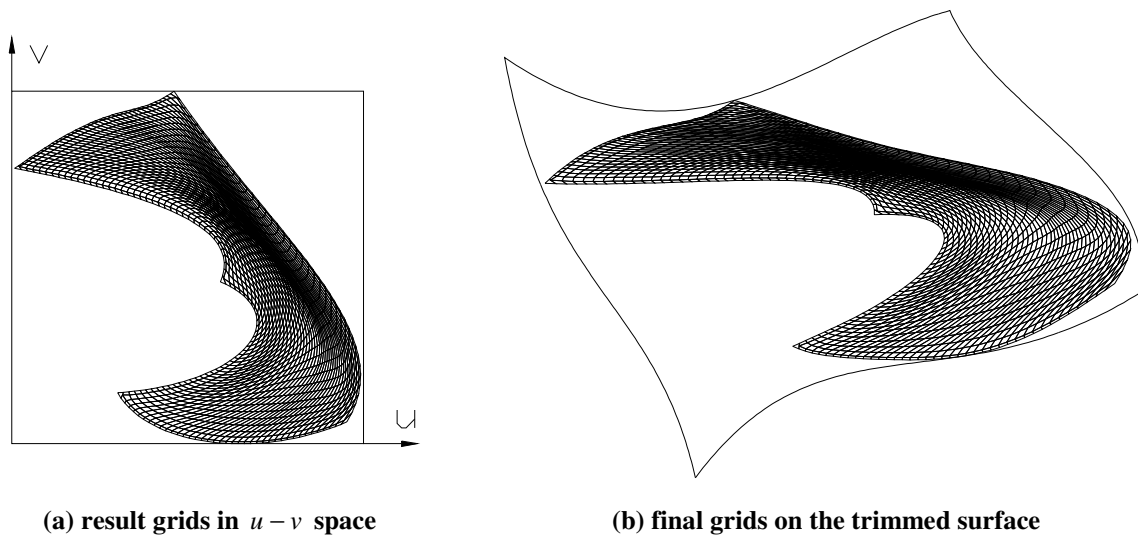 V
u
(a) result grids in u − v space
(b) final grids on the trimmed surface